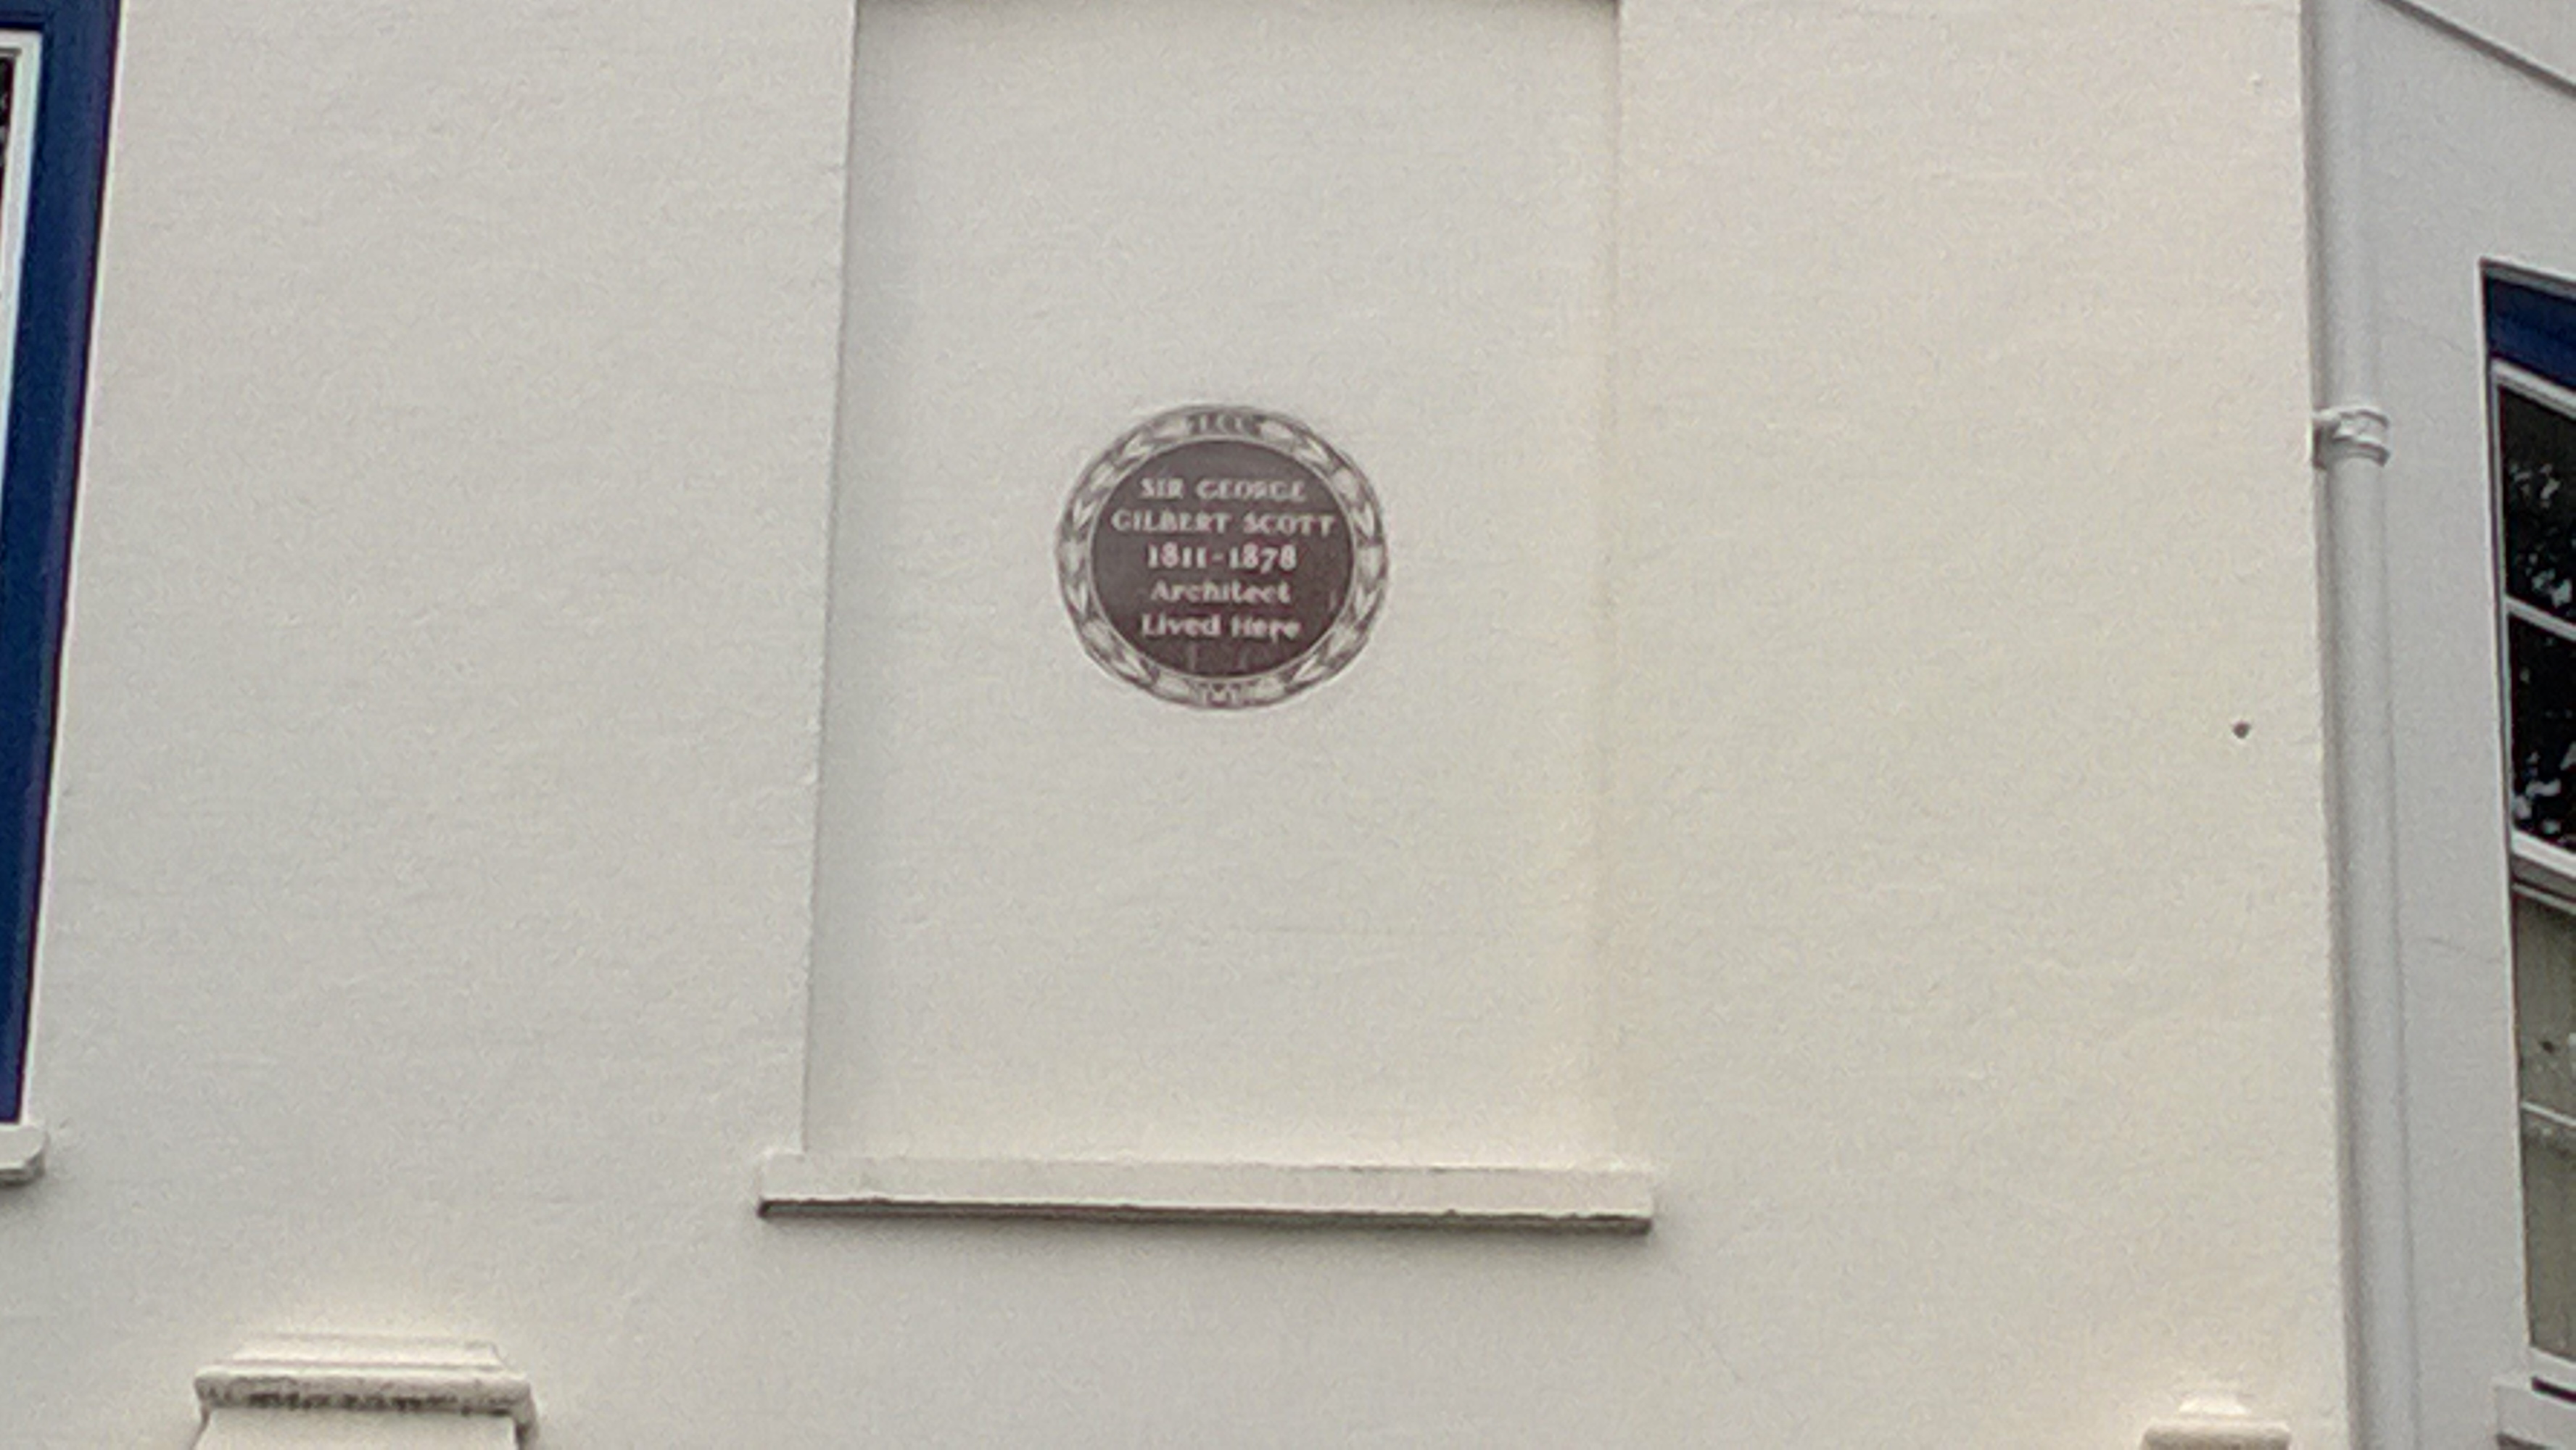 SIR GEORGE
GILBERT SCOTT
1811-1878
Architect
Lived Here